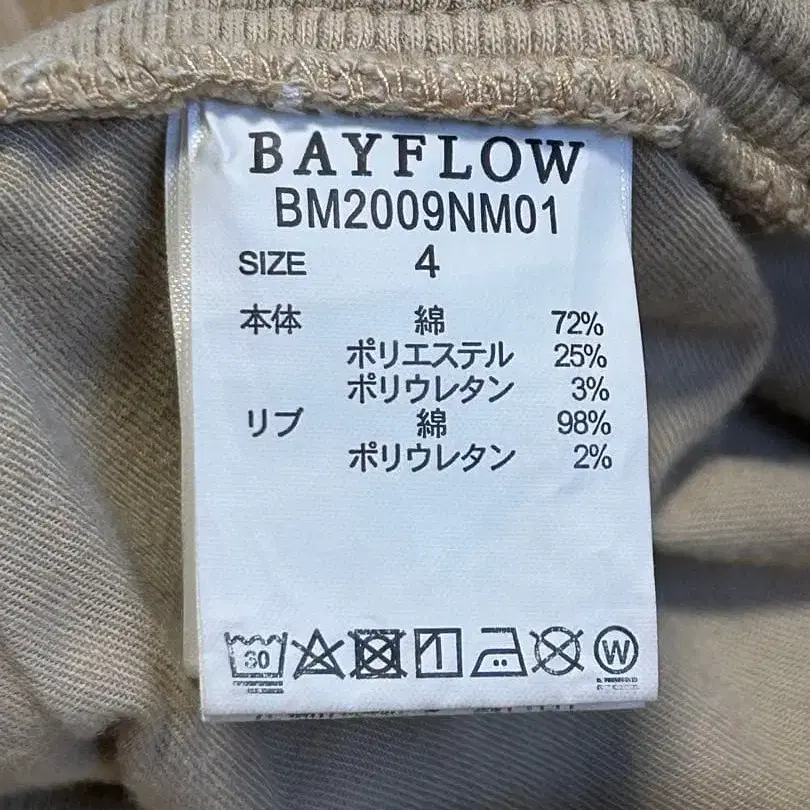 BAYFLOW
BM2009NM01
SIZE 4
本体 綿 72%
ポリエステル 25%
ポリウレタン 3%
リブ 綿 98%
ポリウレタン 2%
30
W